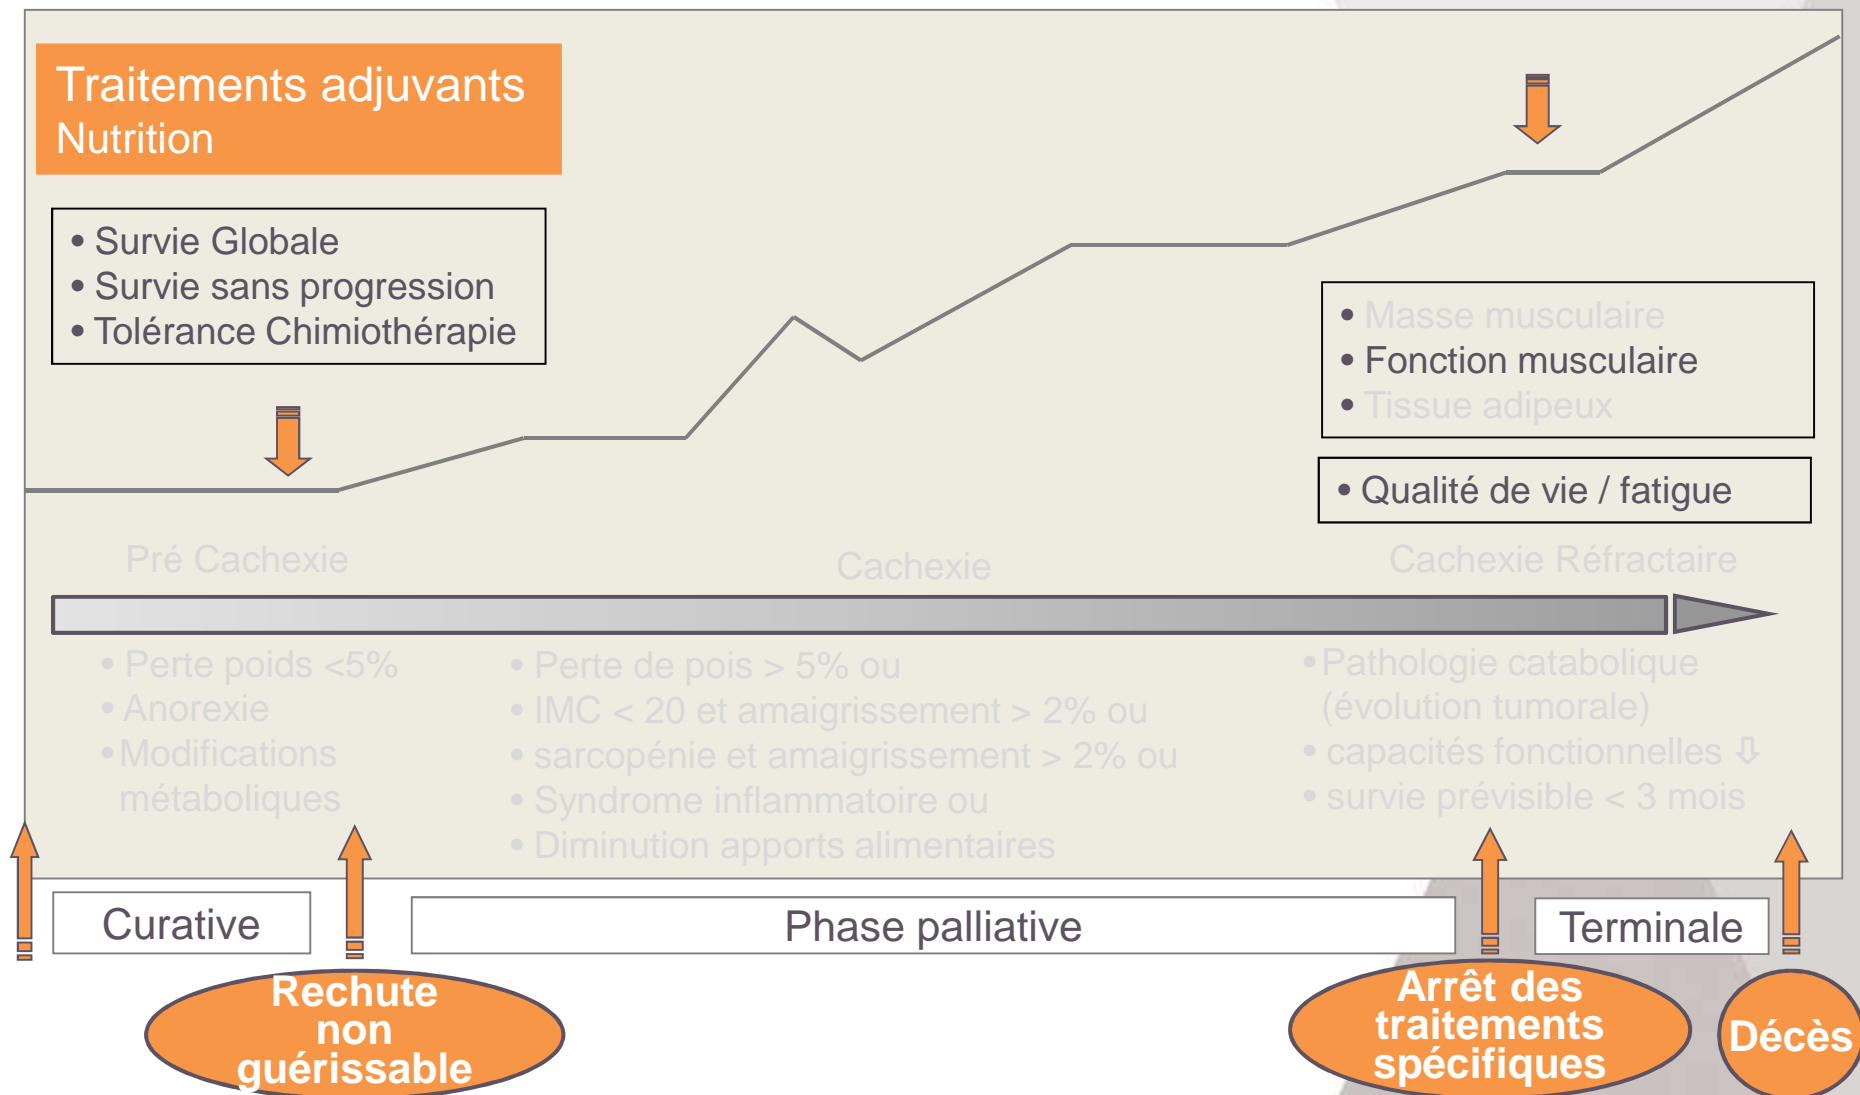 Traitements adjuvants
Nutrition
• Survie Globale
• Survie sans progression
• Tolérance Chimiothérapie
• Masse musculaire
• Fonction musculaire
• Tissue adipeux
• Qualité de vie / fatigue
Pré Cachexie
Cachexie
Cachexie Réfractaire
• Perte poids <5%
• Anorexie
• Modifications
métaboliques
• Perte de pois > 5% ou
• IMC < 20 et amaigrissement > 2% ou
• sarcopénie et amaigrissement > 2% ou
• Syndrome inflammatoire ou
• Diminution apports alimentaires
• Pathologie catabolique
(évolution tumorale)
• capacités fonctionnelles ⇩
• survie prévisible < 3 mois
Curative
Phase palliative
Terminale
Rechute
non
guérissable
Arrêt des
traitements
spécifiques
Décès